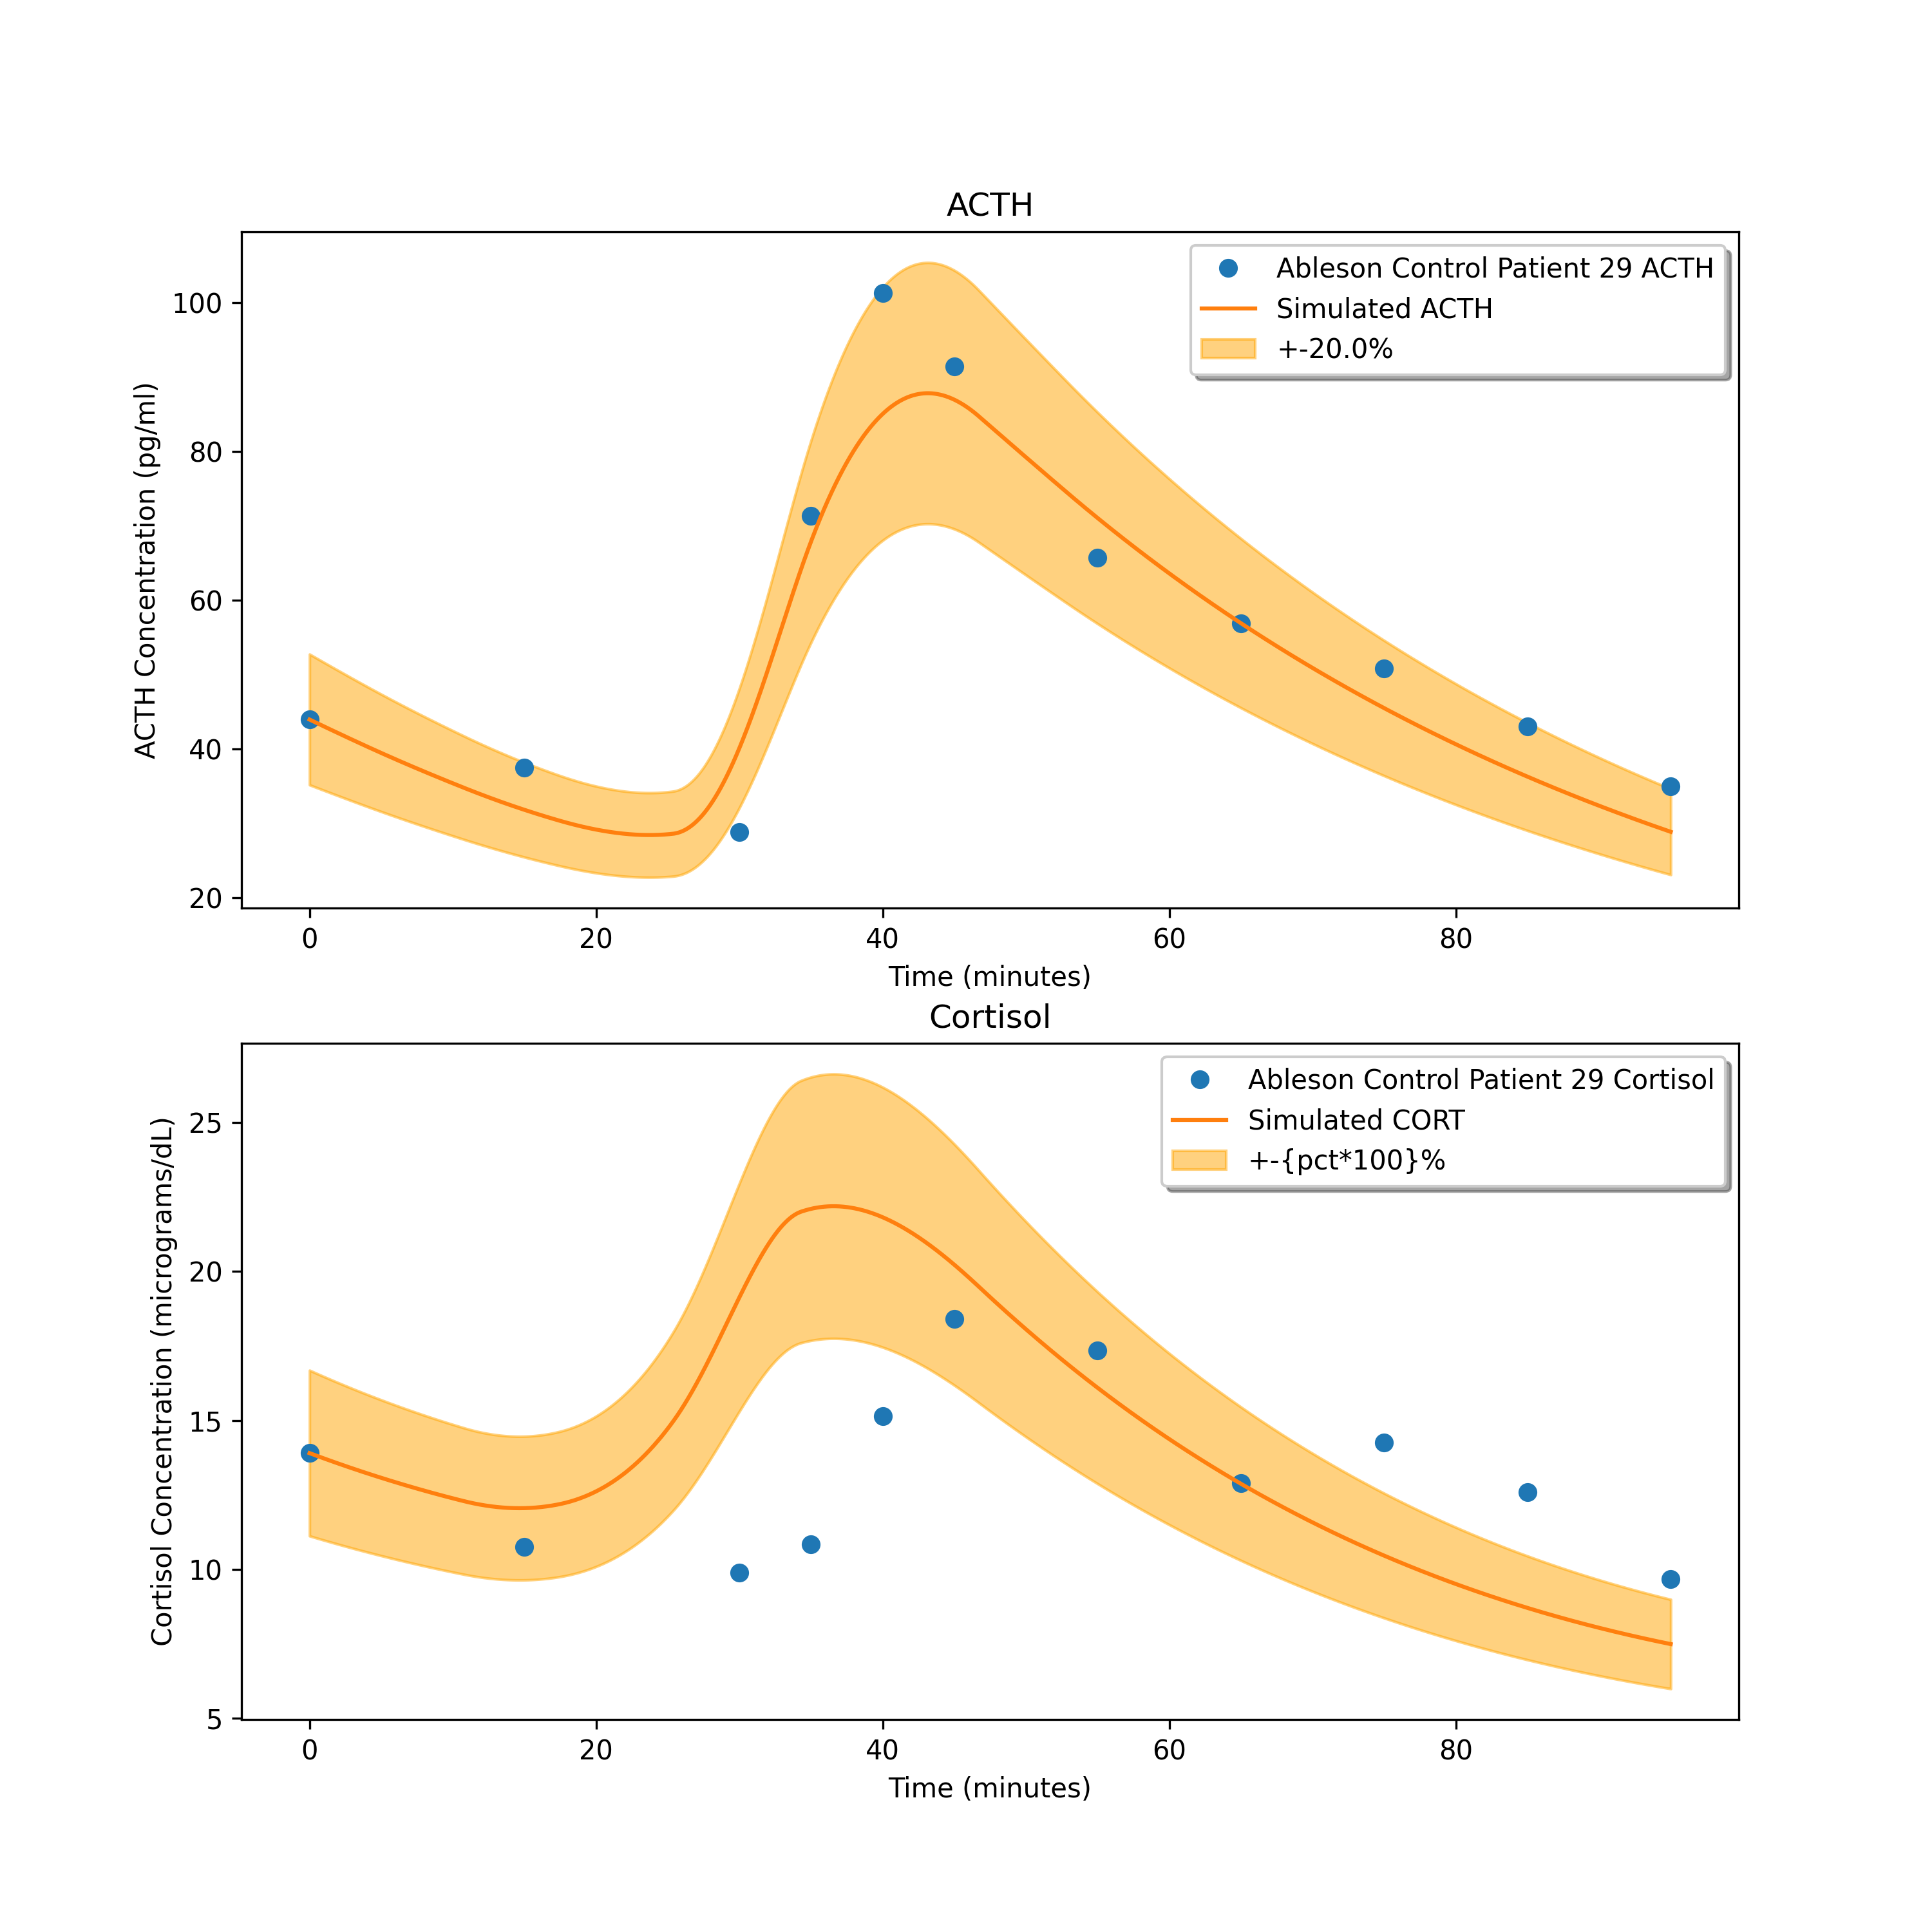 ACTH
Ableson Control Patient 29 ACTH
Simulated ACTH
+-20.0%
ACTH Concentration (pg/ml)
100
80
60
40
20
0 20 40 60 80
Time (minutes)
Cortisol
Ableson Control Patient 29 Cortisol
Simulated CORT
+-{pct*100}%
Cortisol Concentration (micrograms/dL)
25
20
15
10
5
0 20 40 60 80
Time (minutes)